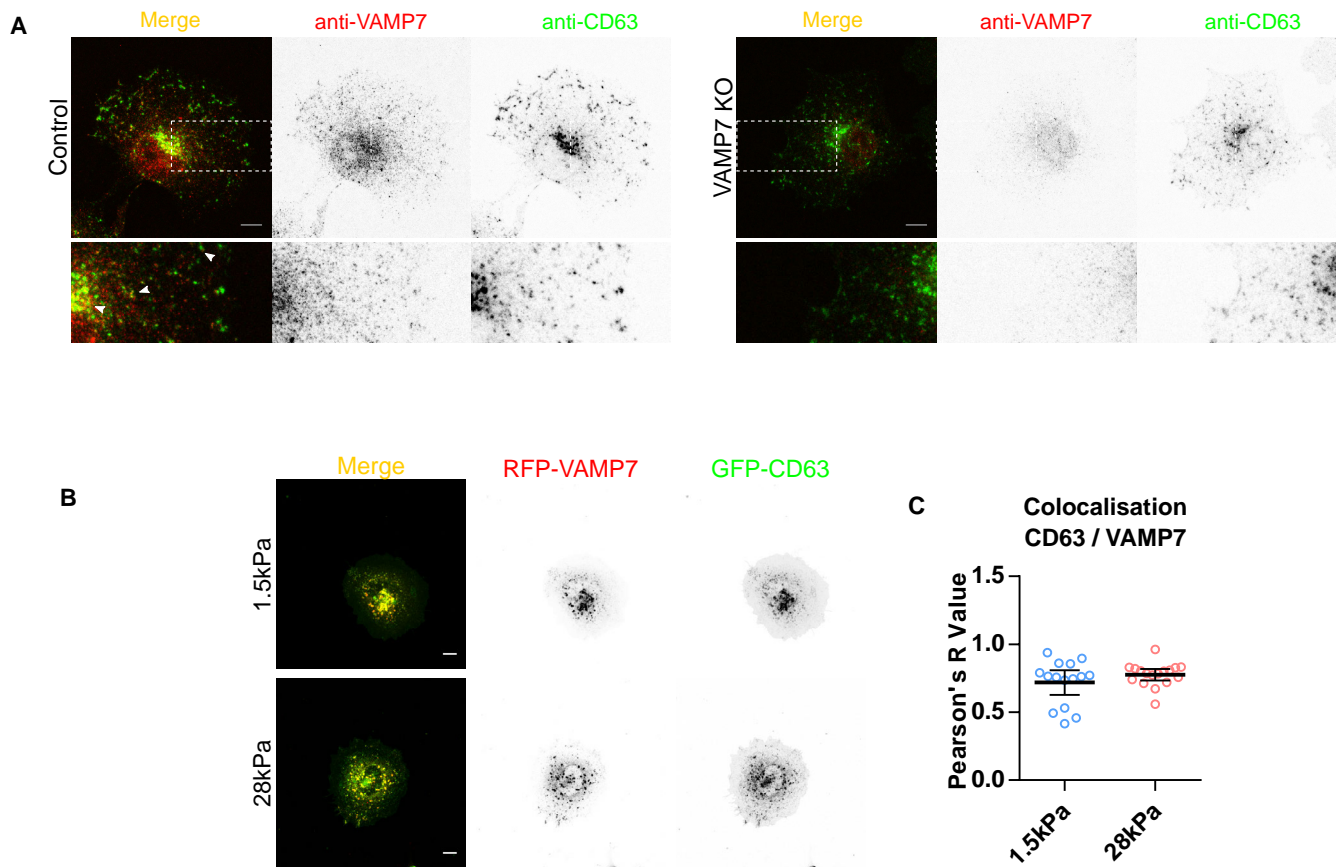 A
Merge
anti-VAMP7
anti-CD63
Merge
anti-VAMP7
anti-CD63
Control
VAMP7 KO
B
Merge
RFP-VAMP7
GFP-CD63
1.5kPa
28kPa
C
Colocalisation
CD63 / VAMP7
Pearson's R Value
1.5
1.0
0.5
0.0
1.5kPa
28kPa